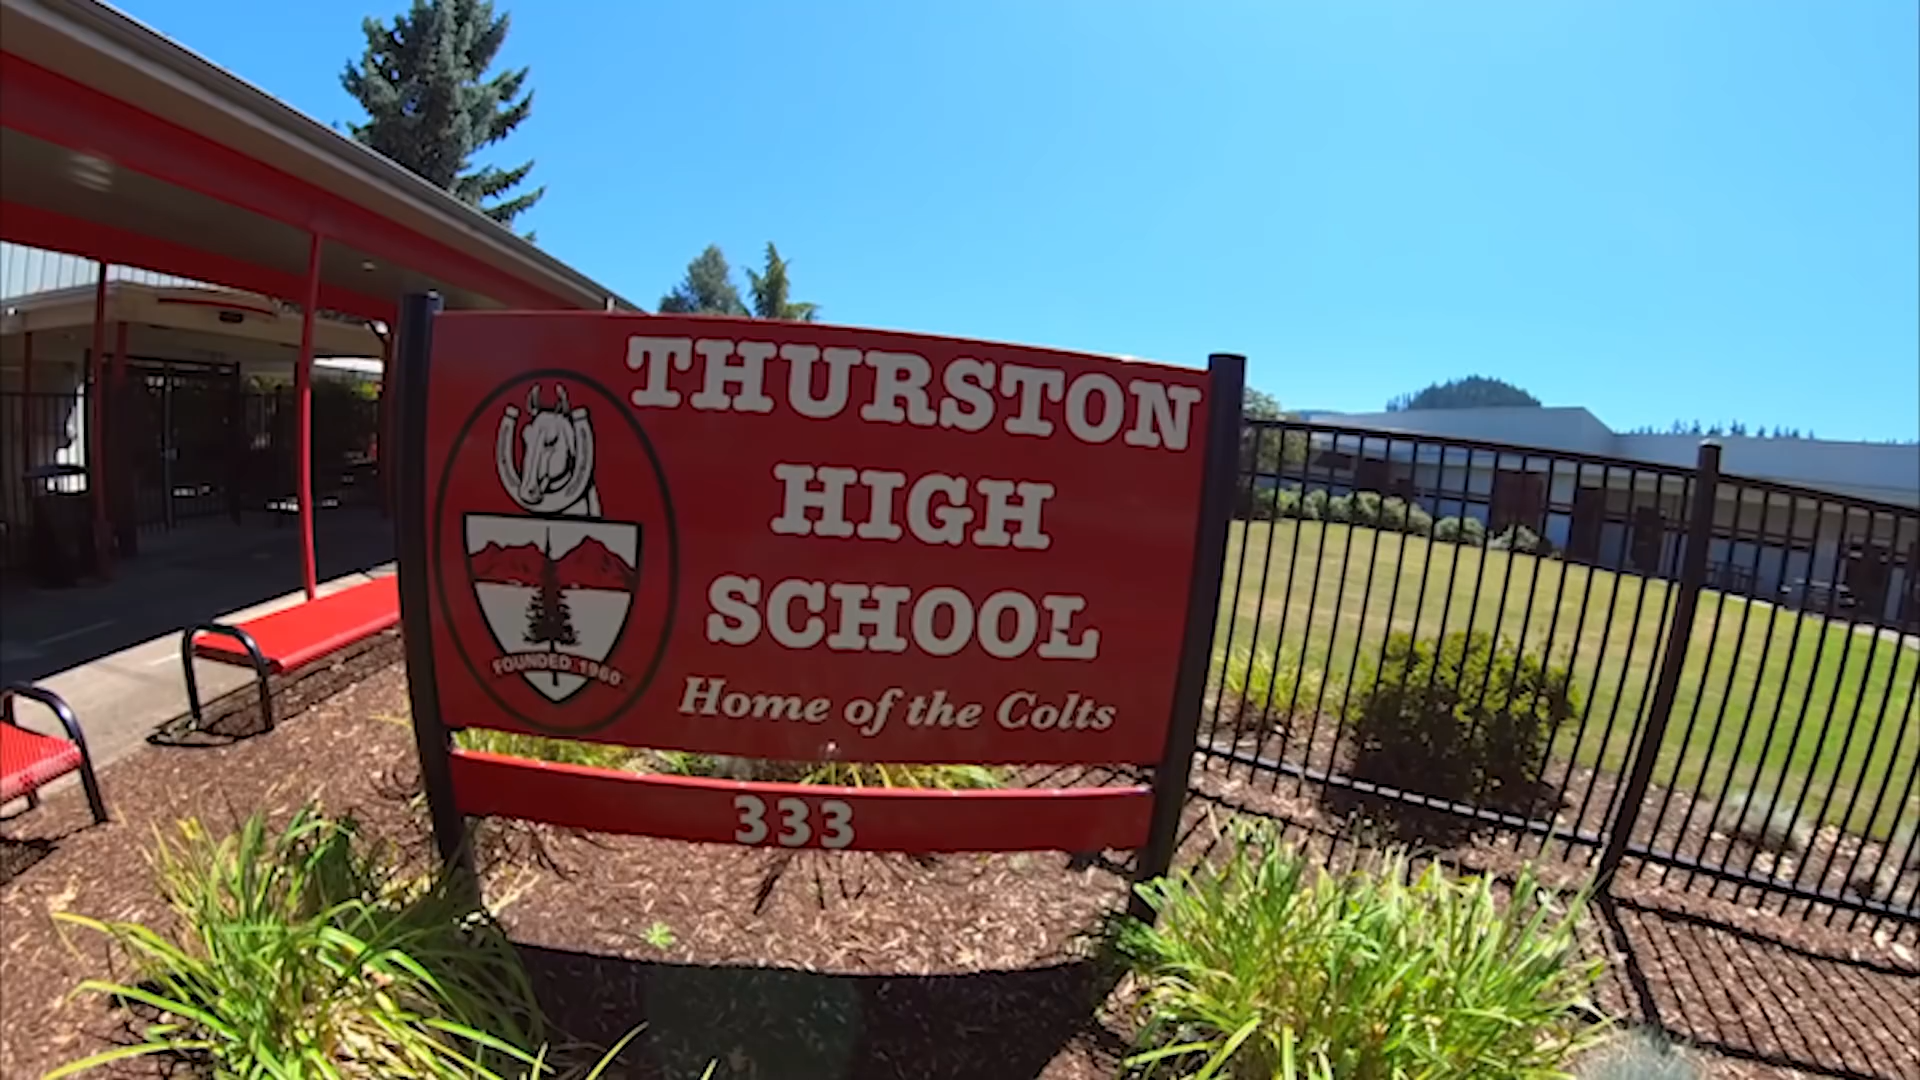 THURSTON
HIGH
SCHOOL
Home of the Colts
FOUNDED 1960
333